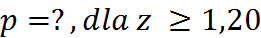 p =?, dla z ≥ 1,20